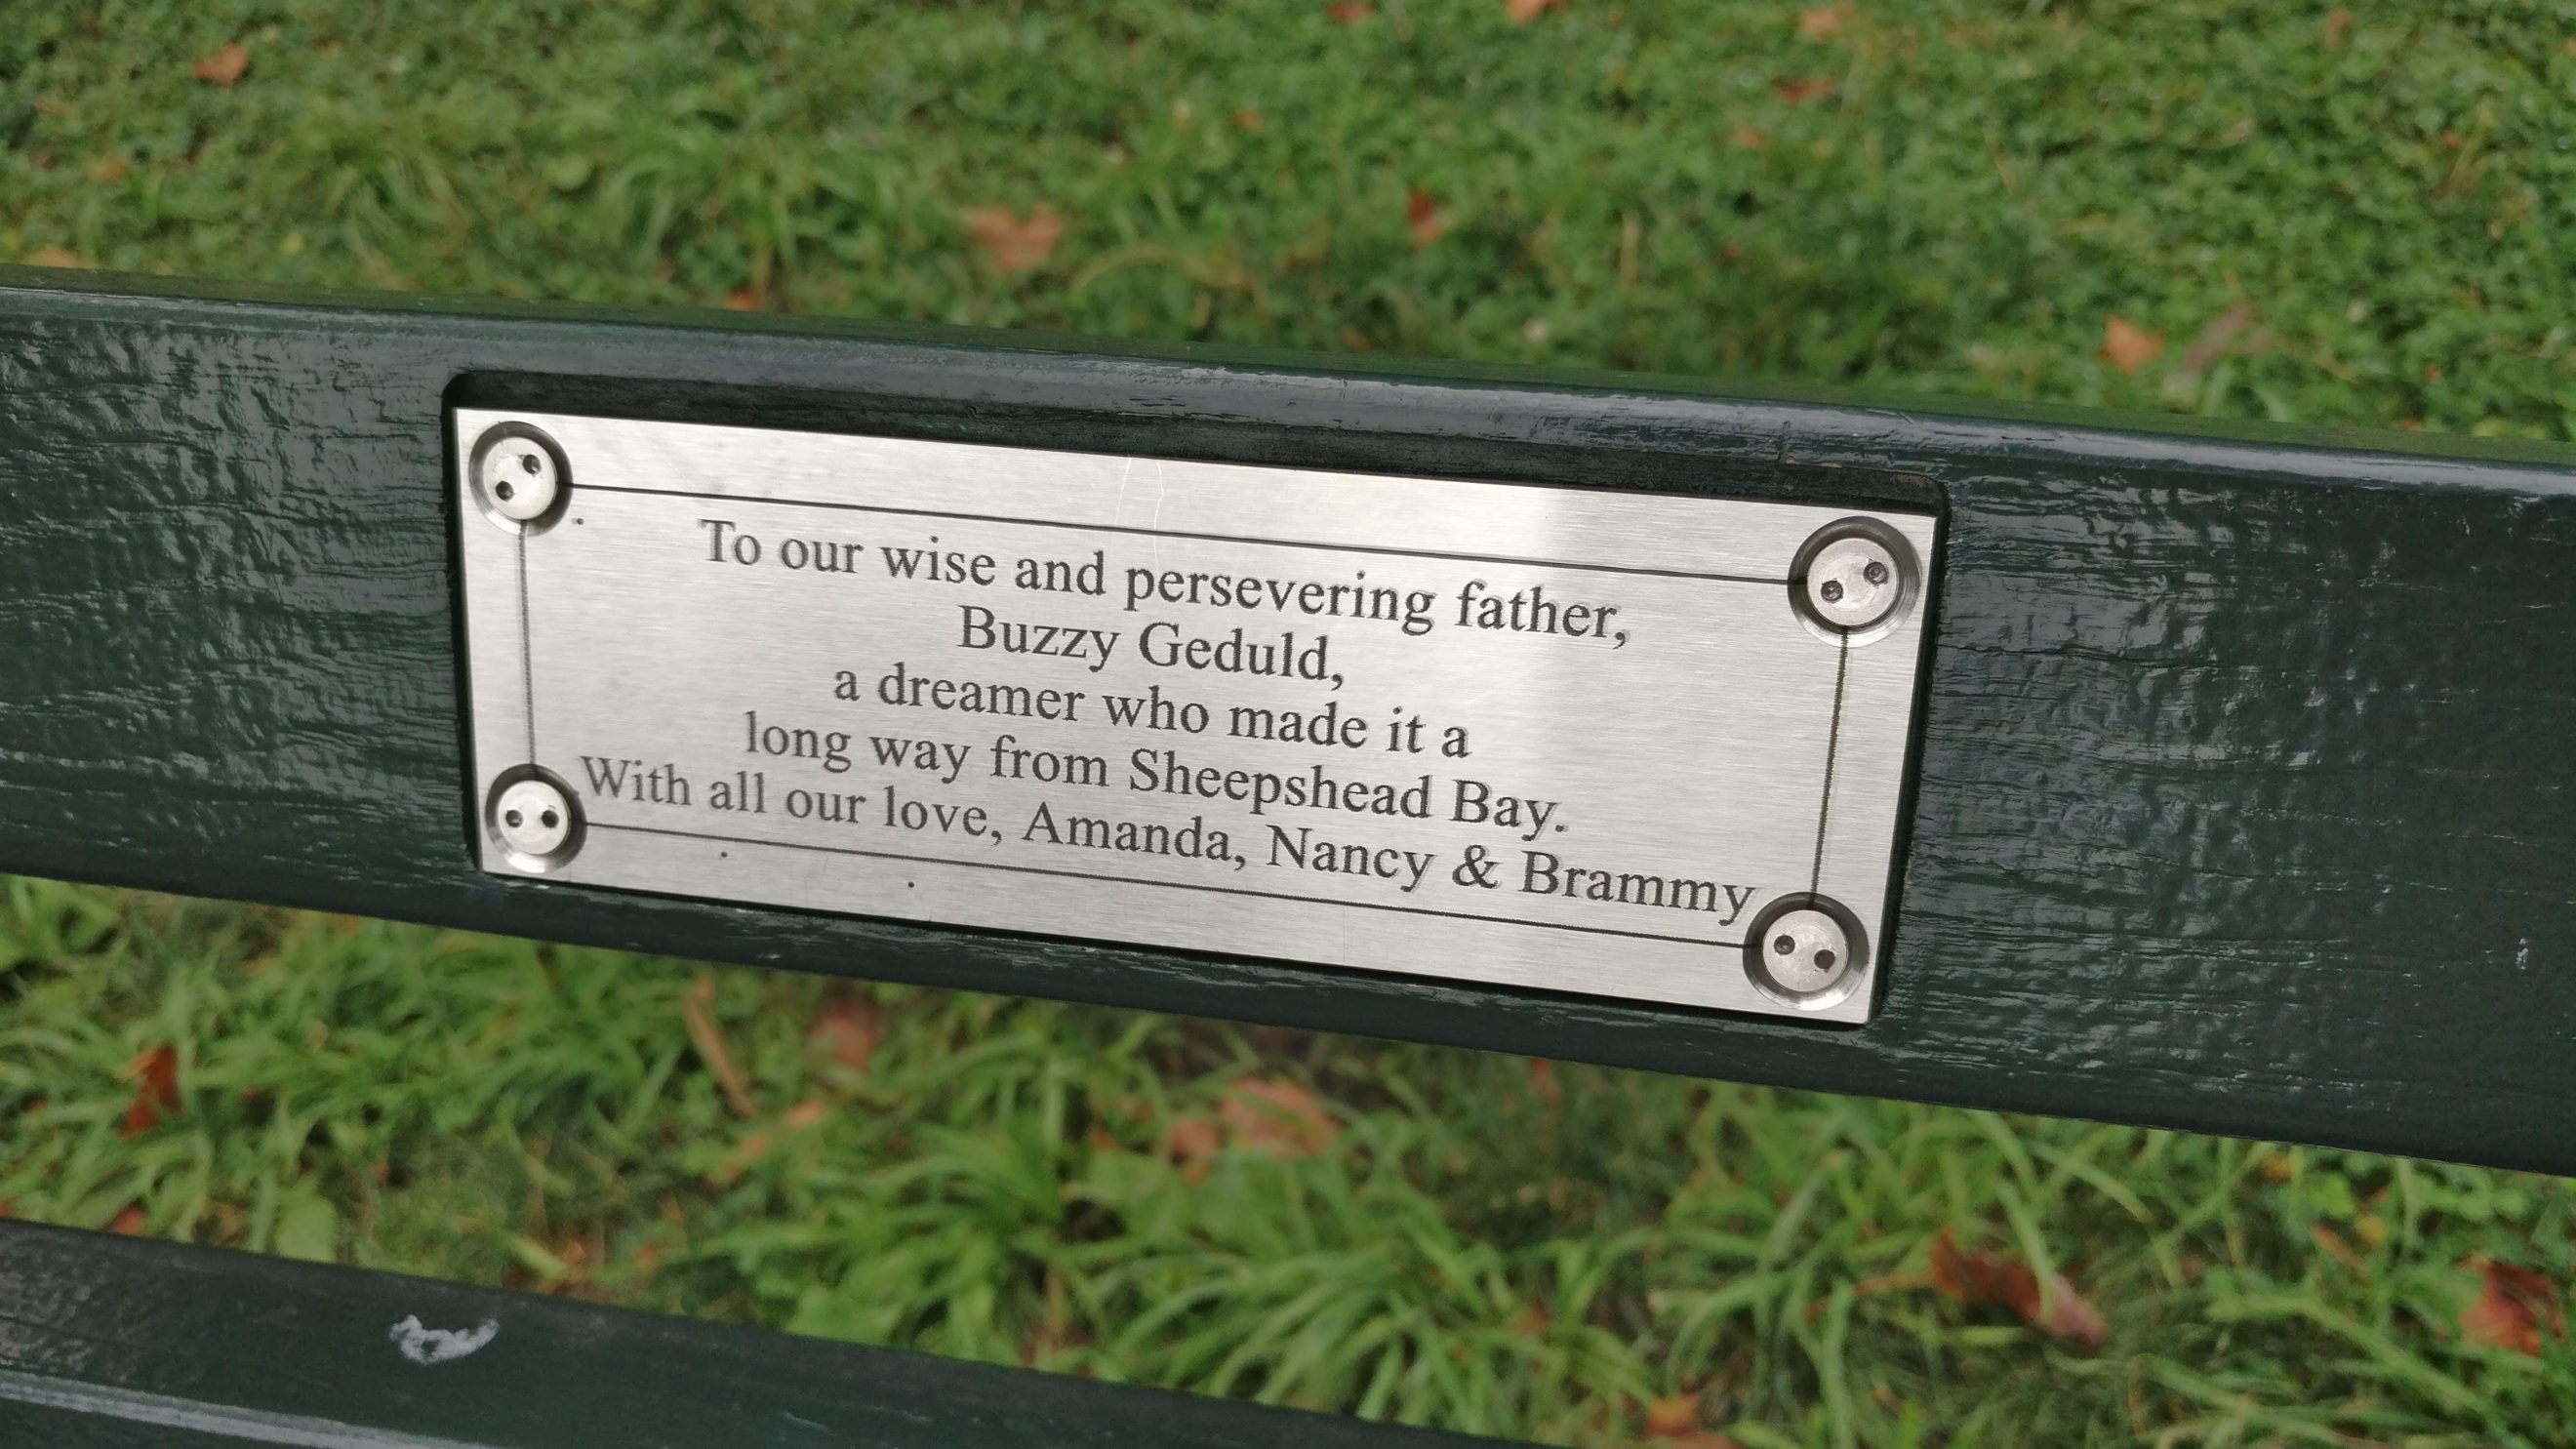 To our wise and persevering father,
Buzzy Geduld,
a dreamer who made it a
long way from Sheepshead Bay.
With all our love, Amanda, Nancy & Brammy